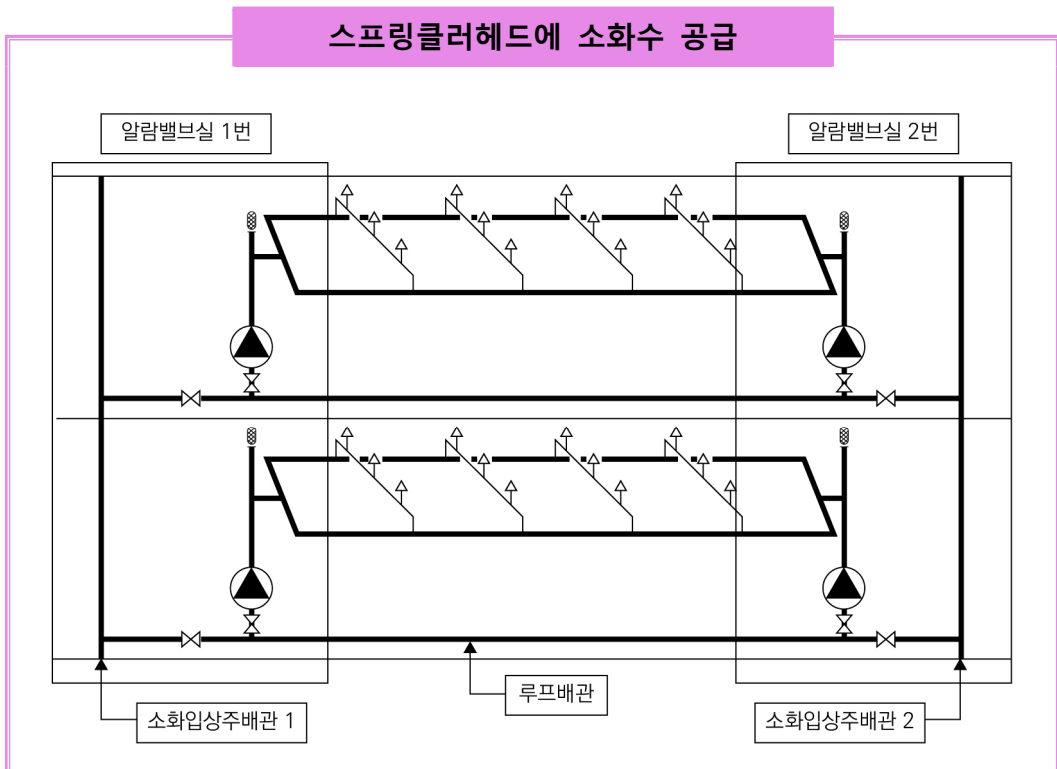 스프링클러헤드에 소화수 공급
알람밸브실 1번
알람밸브실 2번
루프배관
소화입상주배관 1
소화입상주배관 2